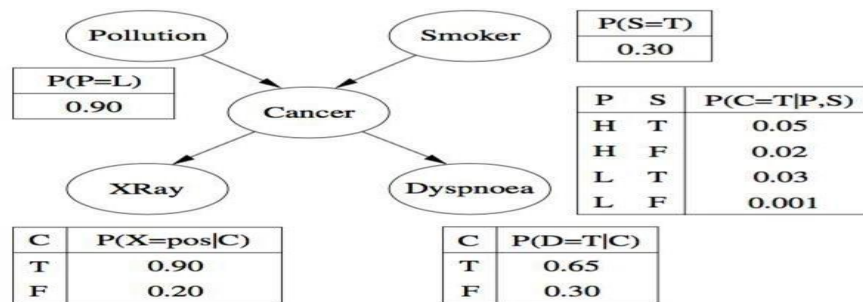 Pollution
Smoker
P(S=T)
0.30
P(P=L)
0.90
Cancer
P S P(C=T|P,S)
H T 0.05
H F 0.02
L T 0.03
L F 0.001
XRay
Dyspnoea
C P(X=pos|C)
T 0.90
F 0.20
C P(D=T|C)
T 0.65
F 0.30